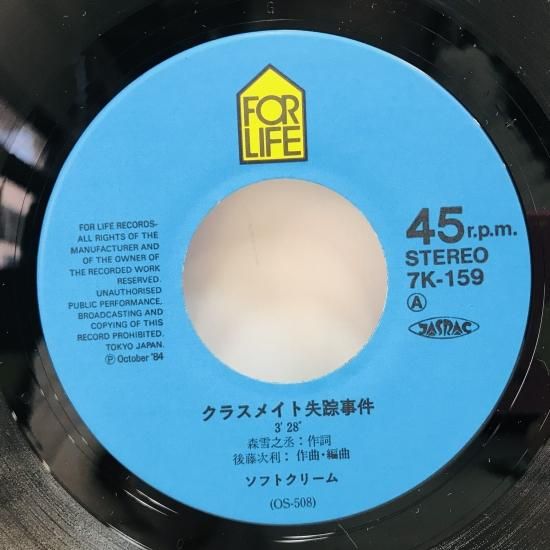 FOR
LIFE
FOR LIFE RECORDS-
ALL RIGHTS OF THE
MANUFACTURER AND
OF THE OWNER OF
THE RECORDED WORK
RESERVED.
UNAUTHORISED
PUBLIC PERFORMANCE.
BROADCASTING AND
COPYING OF THIS
RECORD PROHIBITED.
TOKYO JAPAN.
Ⓟ October '84
45r.p.m.
STEREO
7K-159
Ⓐ
JASRAC
クラスメイト失踪事件
3' 28"
森雪之丞：作詞
後藤次利：作曲・編曲
ソフトクリーム
(OS-508)